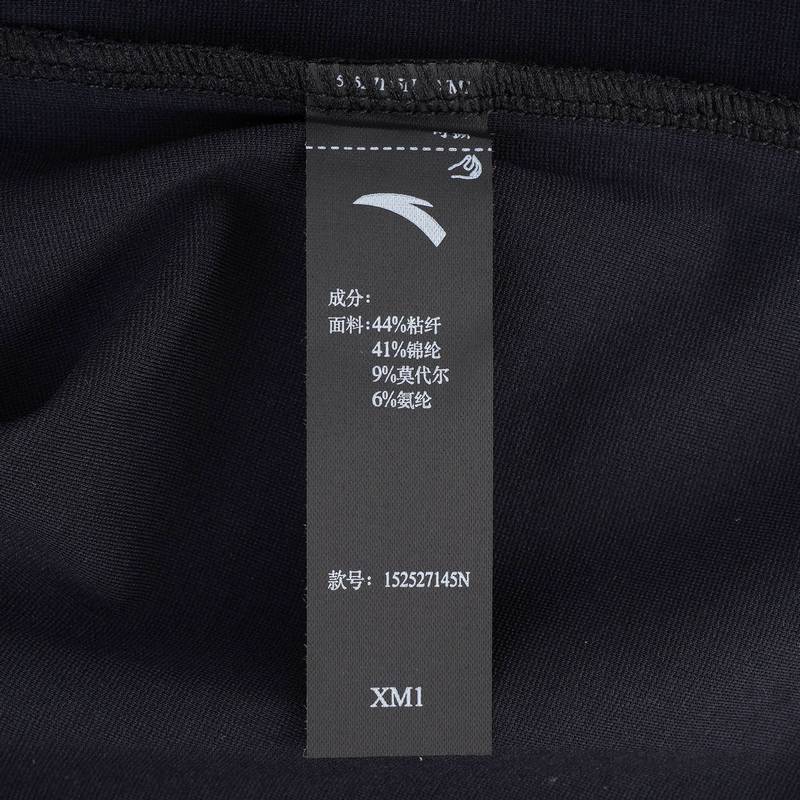 成分：
面料:44%粘纤
41%锦纶
9%莫代尔
6%氨纶
款号：152527145N
XM1